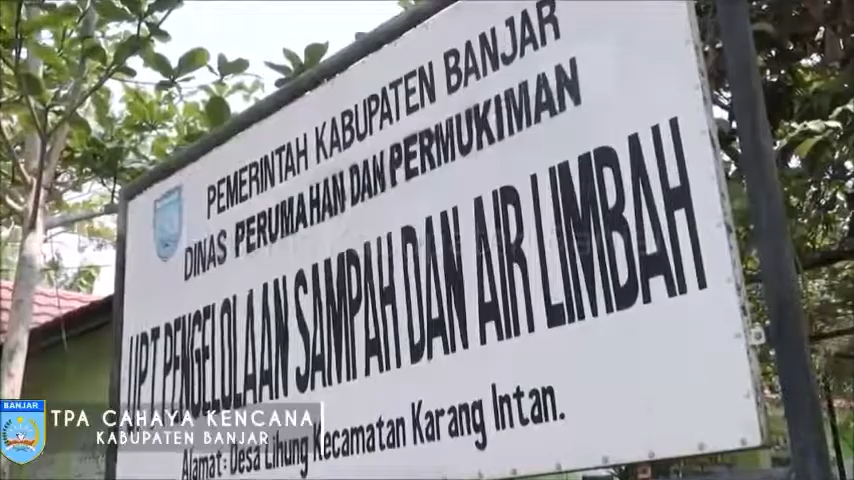 PEMERINTAH KABUPATEN BANJAR
DINAS PERUMAHAN DAN PERMUKIMAN
UPT PENGELOLAAN SAMPAH DAN AIR LIMBAH
Alamat : Desa Lihung Kecamatan Karang Intan.
BANJAR
TPA CAHAYA KENCANA
KABUPATEN BANJAR